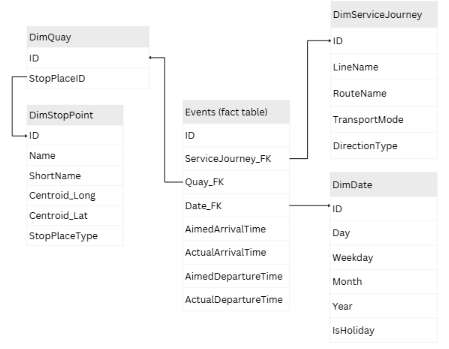 DimQuay
ID
StopPlaceID
DimStopPoint
ID
Name
ShortName
Centroid_Long
Centroid_Lat
StopPlaceType
Events (fact table)
ID
ServiceJourney_FK
Quay_FK
Date_FK
AimedArrivalTime
ActualArrivalTime
AimedDepartureTime
ActualDepartureTime
DimServiceJourney
ID
LineName
RouteName
TransportMode
DirectionType
DimDate
ID
Day
Weekday
Month
Year
IsHoliday